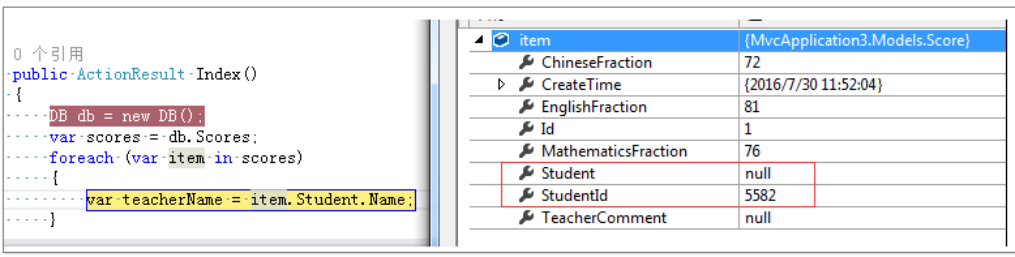 0 个引用
public ActionResult Index()
{
DB db = new DB();
var scores = db.Scores;
foreach (var item in scores)
{
var teacherName = item.Student.Name;
}
item {MvcApplication3.Models.Score}
ChineseFraction 72
CreateTime {2016/7/30 11:52:04}
EnglishFraction 81
Id 1
MathematicsFraction 76
Student null
StudentId 5582
TeacherComment null